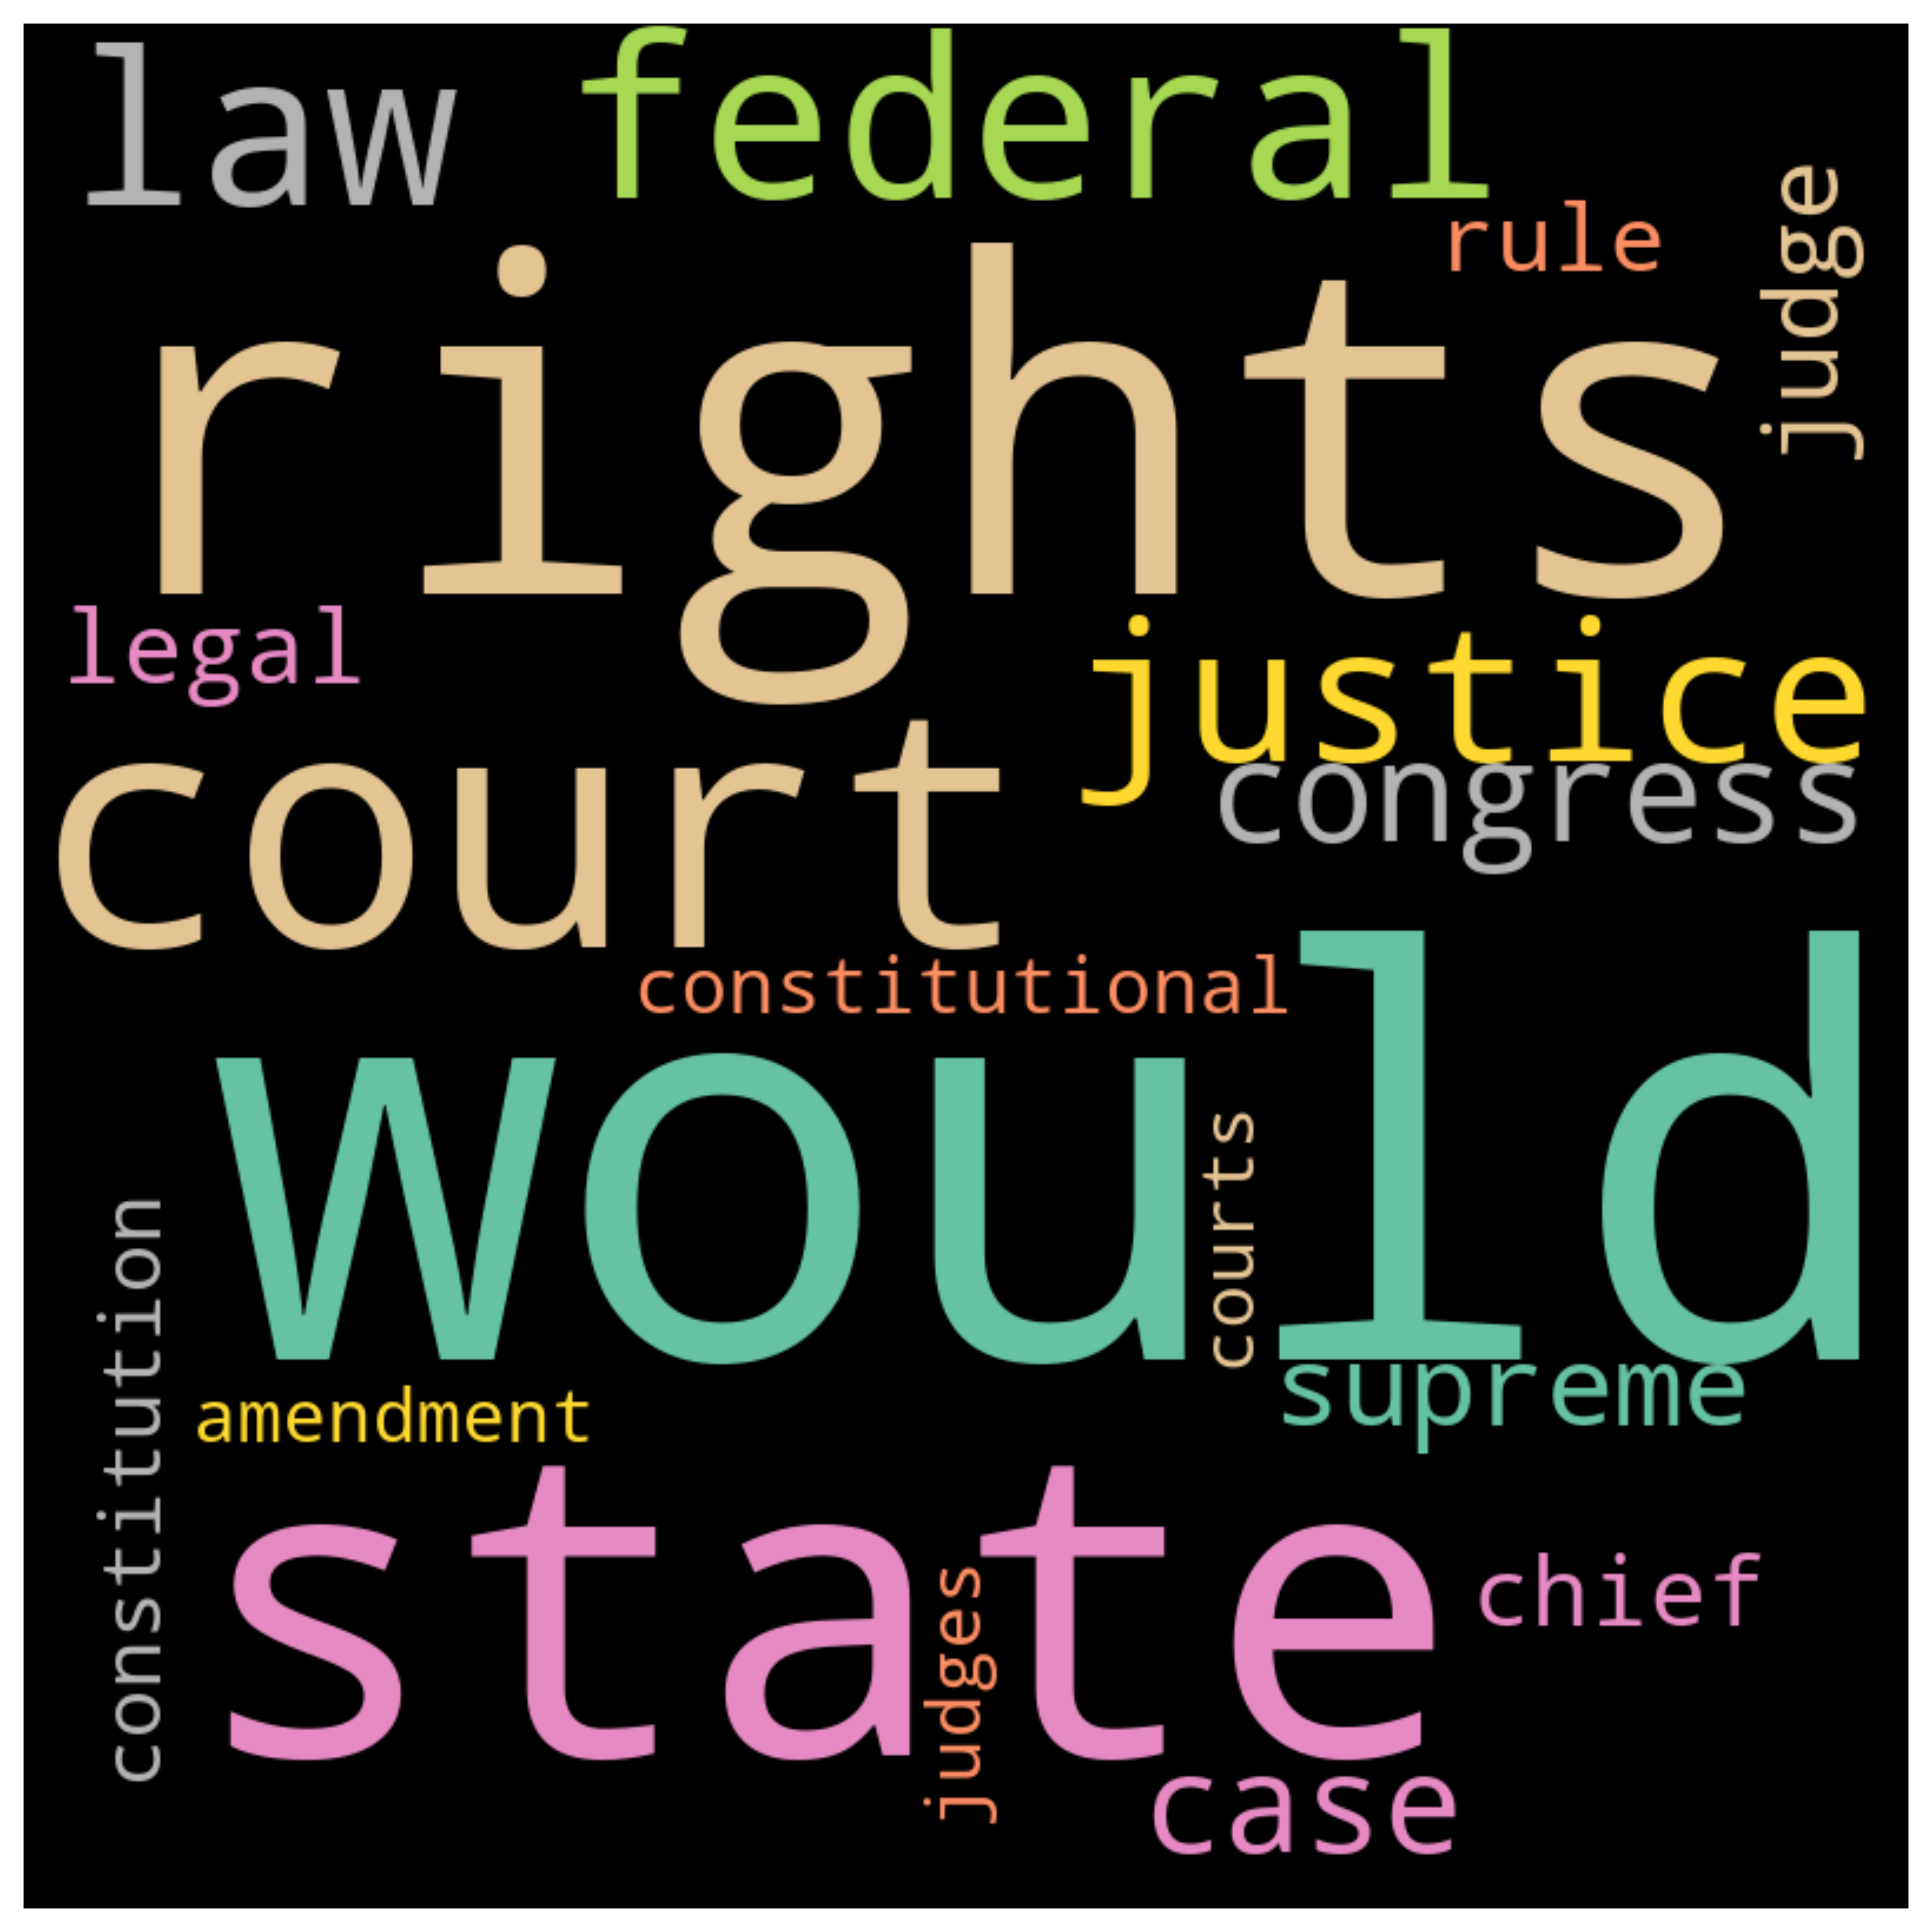 law federal
rule
judge
rights
legal
justice
court
congress
constitutional
would
courts
supreme
constitution
amendment
state
chief
judges
case